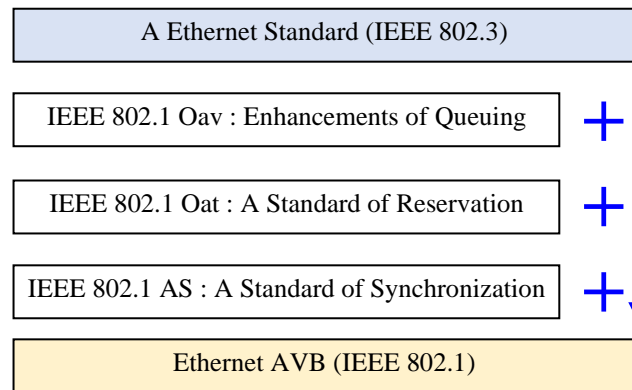 A Ethernet Standard (IEEE 802.3)
IEEE 802.1 Oav : Enhancements of Queuing
IEEE 802.1 Oat : A Standard of Reservation
IEEE 802.1 AS : A Standard of Synchronization
Ethernet AVB (IEEE 802.1)